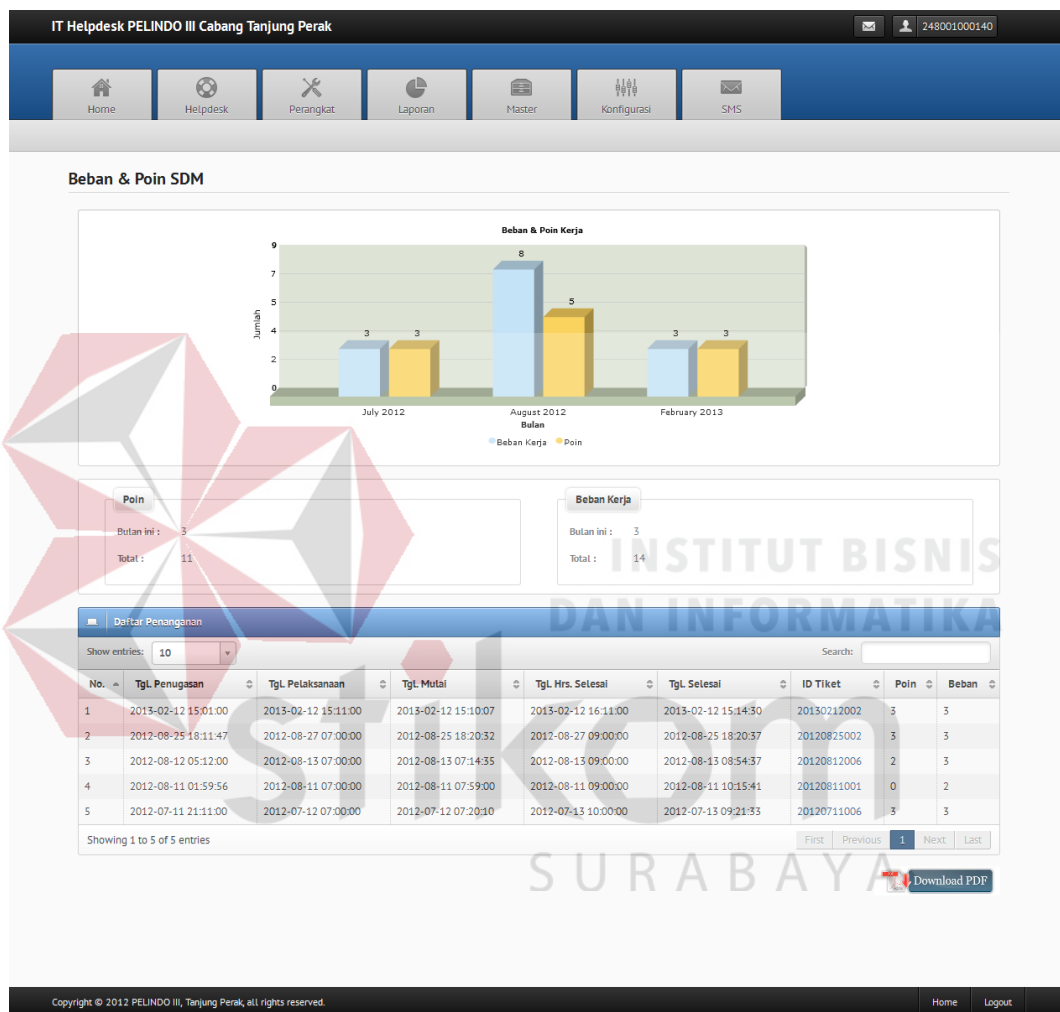 IT Helpdesk PELINDO III Cabang Tanjung Perak
248001000140
Home Helpdesk Perangkat Laporan Master Konfigurasi SMS
Beban & Poin SDM
Beban & Poin Kerja
9
7
5
4
2
0
Jumlah
3 3 8 5 3 3
July 2012 August 2012 February 2013
Bulan
Beban Kerja Poin
Poin
Bulan ini : 3
Total : 11
Beban Kerja
Bulan ini : 3
Total : 14
INSTITUT BISNIS
DAN INFORMATIKA
stikom
SURABAYA
Daftar Penanganan
Show entries: 10 Search:
No. Tgl. Penugasan Tgl. Pelaksanaan Tgl. Mulai Tgl. Hrs. Selesai Tgl. Selesai ID Tiket Poin Beban
1 2013-02-12 15:01:00 2013-02-12 15:11:00 2013-02-12 15:10:07 2013-02-12 16:11:00 2013-02-12 15:14:30 20130212002 3 3
2 2012-08-25 18:11:47 2012-08-27 07:00:00 2012-08-25 18:20:32 2012-08-27 09:00:00 2012-08-25 18:20:37 20120825002 3 3
3 2012-08-12 05:12:00 2012-08-13 07:00:00 2012-08-13 07:14:35 2012-08-13 09:00:00 2012-08-13 08:54:37 20120812006 2 3
4 2012-08-11 01:59:56 2012-08-11 07:00:00 2012-08-11 07:59:00 2012-08-11 09:00:00 2012-08-11 10:15:41 20120811001 0 2
5 2012-07-11 21:11:00 2012-07-12 07:00:00 2012-07-12 07:20:10 2012-07-13 10:00:00 2012-07-13 09:21:33 20120711006 3 3
Showing 1 to 5 of 5 entries
First Previous 1 Next Last
Download PDF
Copyright © 2012 PELINDO III, Tanjung Perak, all rights reserved.
Home Logout